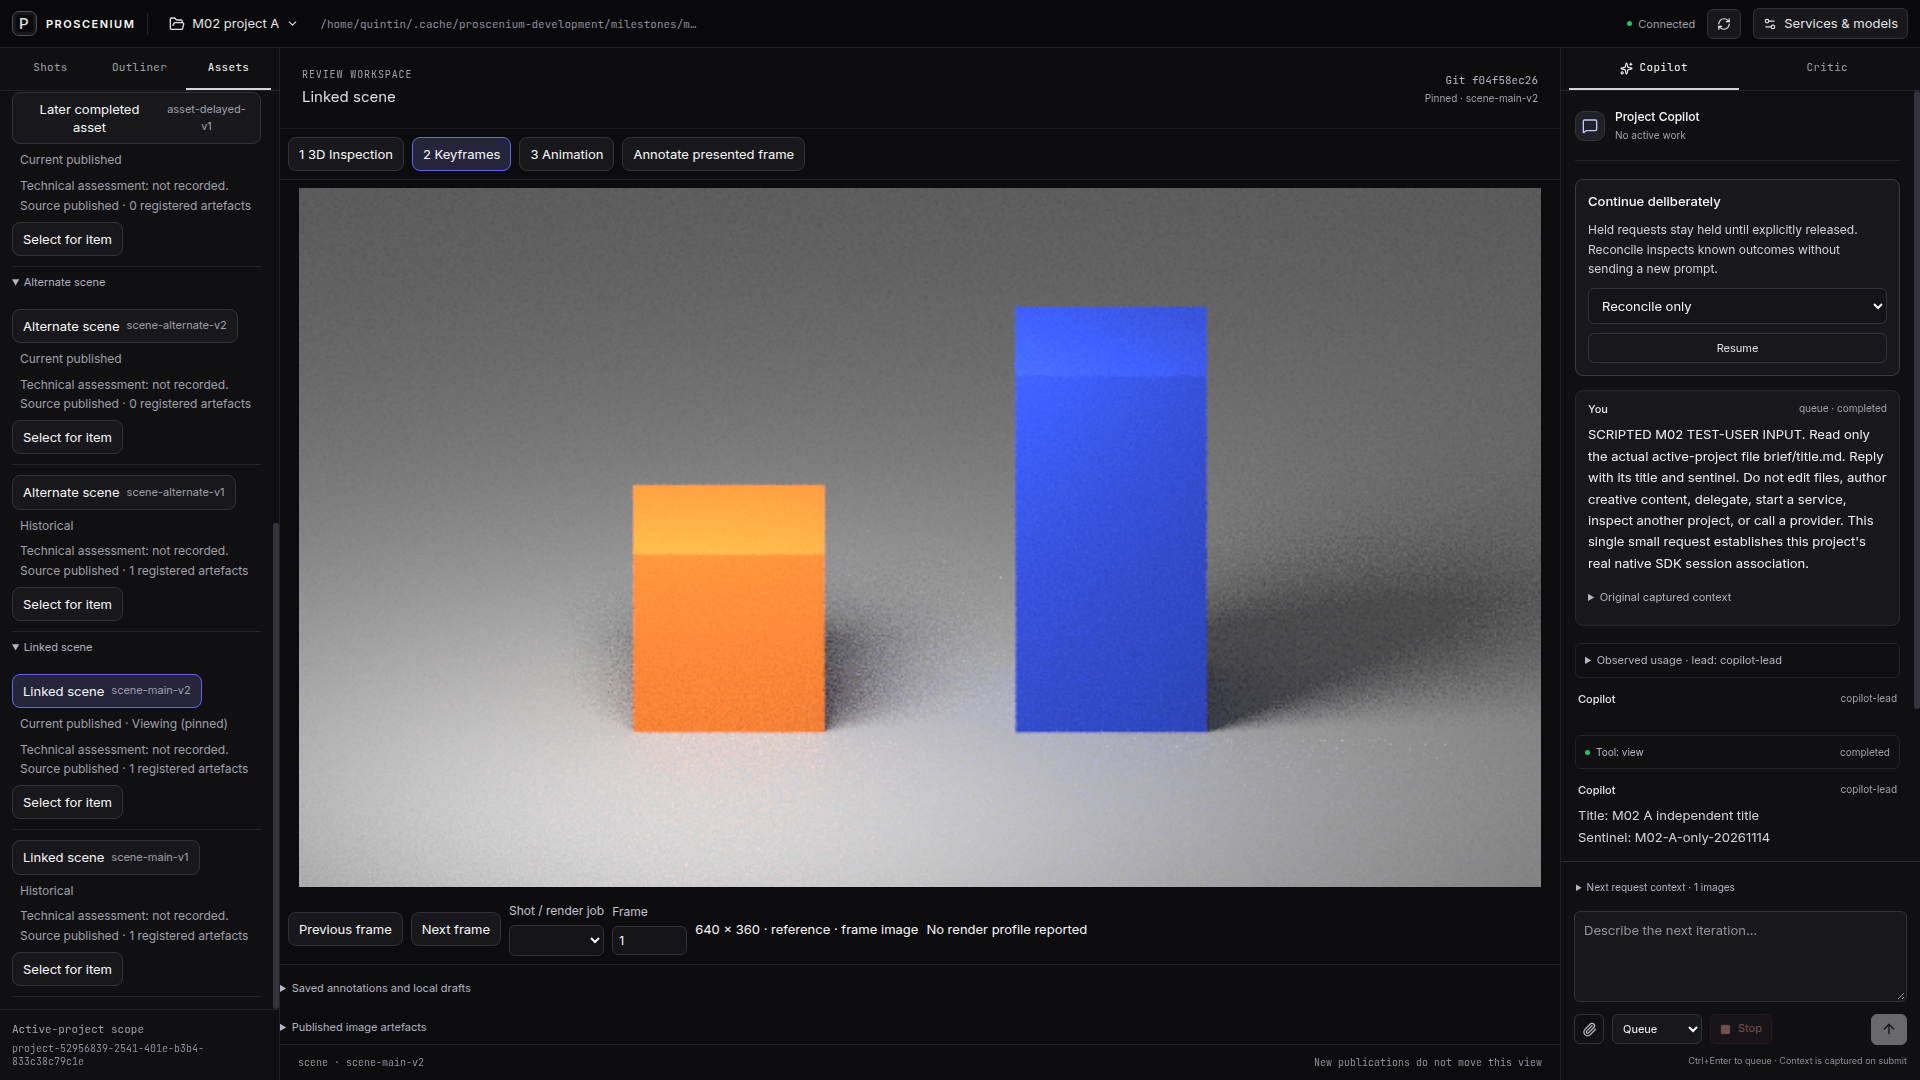 P PROSCENIUM
M02 project A
/home/quintin/.cache/proscenium-development/milestones/m…
Connected
Services & models
Shots
Outliner
Assets
Later completed asset
asset-delayed-v1
Current published
Technical assessment: not recorded.
Source published · 0 registered artefacts
Select for item
▼ Alternate scene
Alternate scene scene-alternate-v2
Current published
Technical assessment: not recorded.
Source published · 0 registered artefacts
Select for item
Alternate scene scene-alternate-v1
Historical
Technical assessment: not recorded.
Source published · 1 registered artefacts
Select for item
▼ Linked scene
Linked scene scene-main-v2
Current published · Viewing (pinned)
Technical assessment: not recorded.
Source published · 1 registered artefacts
Select for item
Linked scene scene-main-v1
Historical
Technical assessment: not recorded.
Source published · 1 registered artefacts
Select for item
Active-project scope
project-52956839-2541-401e-b3b4-
833c38c79c1e
REVIEW WORKSPACE
Linked scene
Git f04f58ec26
Pinned · scene-main-v2
1 3D Inspection
2 Keyframes
3 Animation
Annotate presented frame
Previous frame
Next frame
Shot / render job
Frame
1
640 × 360 · reference · frame image
No render profile reported
▶ Saved annotations and local drafts
▶ Published image artefacts
scene · scene-main-v2
New publications do not move this view
Copilot
Critic
Project Copilot
No active work
Continue deliberately
Held requests stay held until explicitly released.
Reconcile inspects known outcomes without
sending a new prompt.
Reconcile only
Resume
You
queue · completed
SCRIPTED M02 TEST-USER INPUT. Read only
the actual active-project file brief/title.md. Reply
with its title and sentinel. Do not edit files, author
creative content, delegate, start a service,
inspect another project, or call a provider. This
single small request establishes this project's
real native SDK session association.
▶ Original captured context
▶ Observed usage · lead: copilot-lead
Copilot
copilot-lead
Tool: view
completed
Copilot
copilot-lead
Title: M02 A independent title
Sentinel: M02-A-only-20261114
▶ Next request context · 1 images
Describe the next iteration...
Queue
Stop
Ctrl+Enter to queue · Context is captured on submit